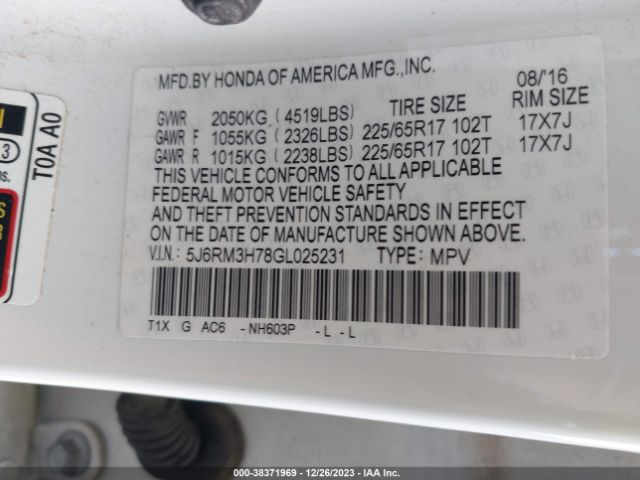 MFD.BY HONDA OF AMERICA MFG.,INC. 08/'16
GVWR 2050KG (4519LBS) TIRE SIZE RIM SIZE
GAWR F 1055KG (2326LBS) 225/65R17 102T 17X7J
GAWR R 1015KG (2238LBS) 225/65R17 102T 17X7J
THIS VEHICLE CONFORMS TO ALL APPLICABLE
FEDERAL MOTOR VEHICLE SAFETY
AND THEFT PREVENTION STANDARDS IN EFFECT
ON THE DATE OF MANUFACTURE SHOWN ABOVE.
V.I.N.: 5J6RM3H78GL025231 TYPE: MPV
T1X G AC6 -NH603P -L -L
T0A A0
3
000-38371969 - 12/26/2023 - IAA Inc.